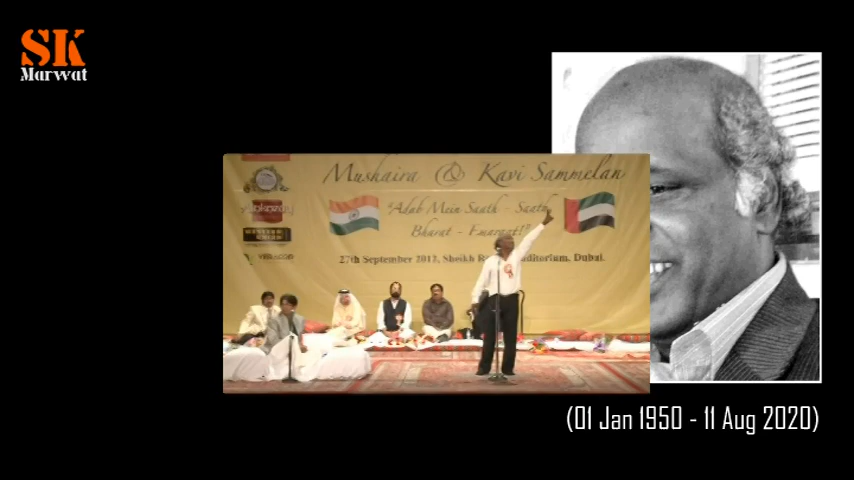 SK
Marwat
Mushaira & Kavi Sammelan
"Adab Mein Saath - Saath
Bharat - Emaraat!"
27th September 2012, Sheikh Auditorium, Dubai.
(01 Jan 1950 - 11 Aug 2020)